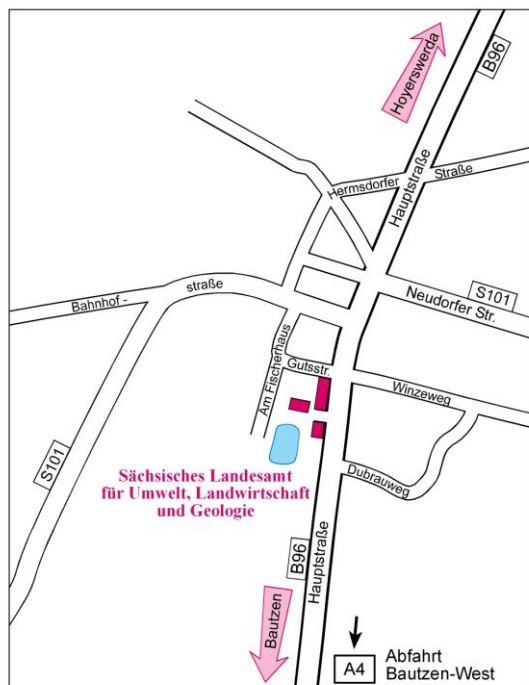 Hoyerswerda
B96
Hauptstraße
Hermsdorfer Straße
Neudorfer Str.
S101
Bahnhof - straße
Am Fischerhaus
Gutsstr.
Winzeweg
S101
Dubrauweg
Sächsisches Landesamt
für Umwelt, Landwirtschaft
und Geologie
B96
Hauptstraße
Bautzen
A4
Abfahrt
Bautzen-West